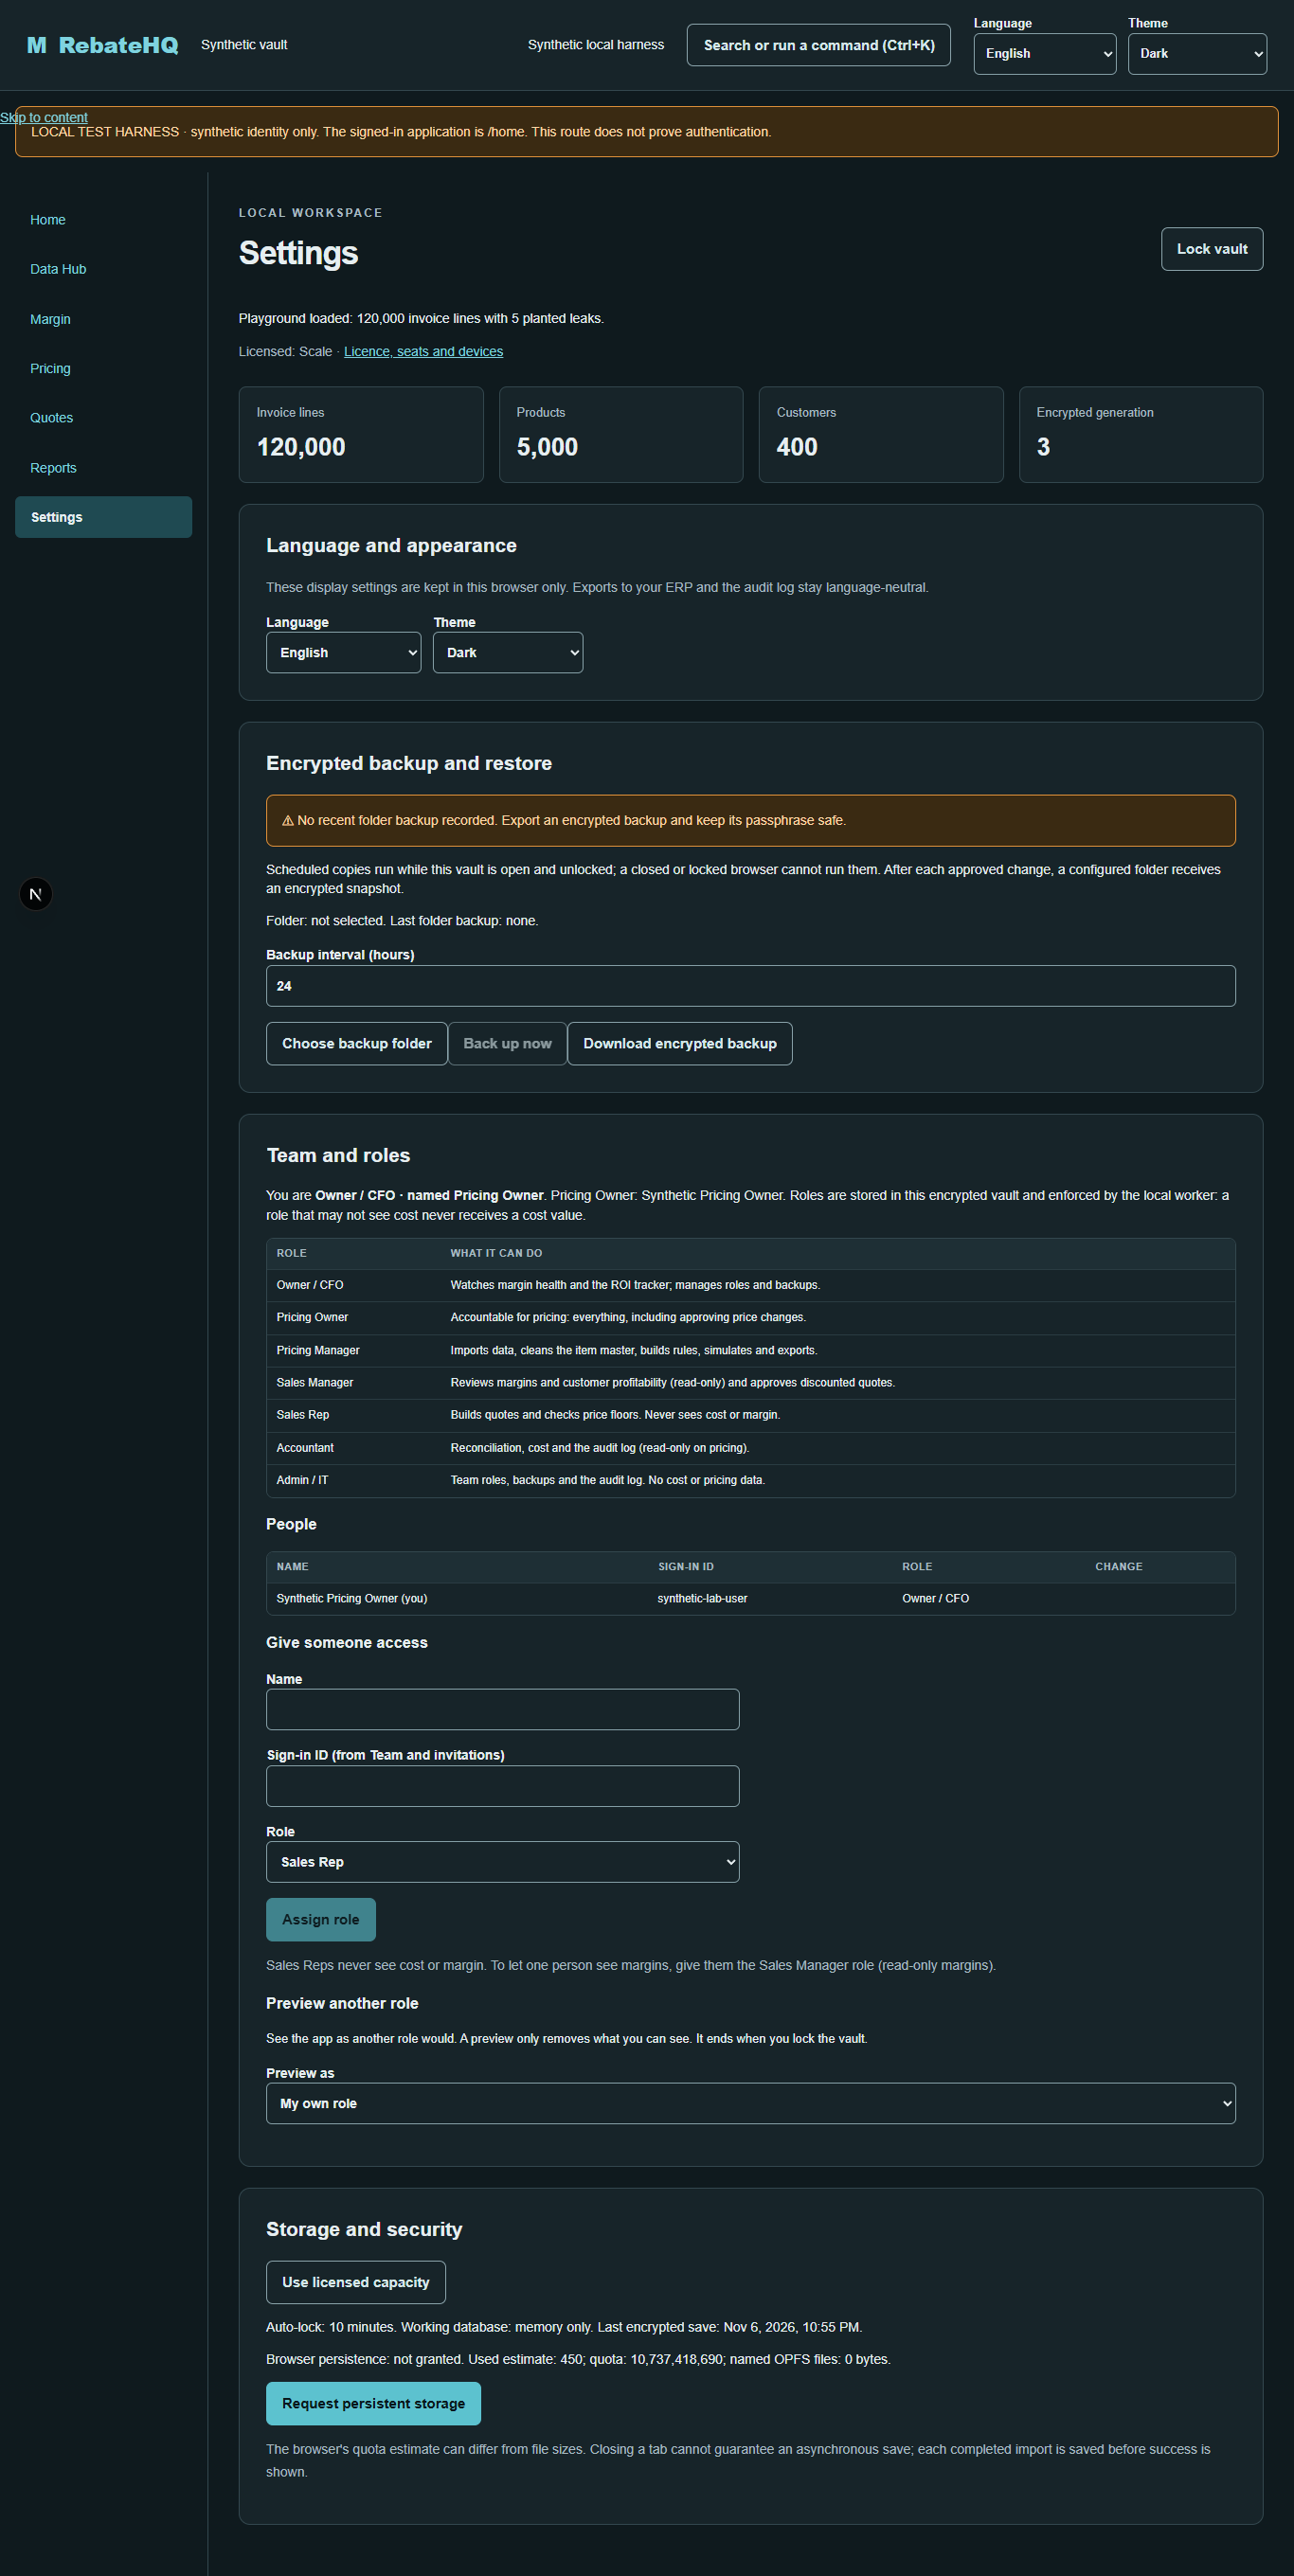 M RebateHQ
Synthetic vault
Synthetic local harness
Search or run a command (Ctrl+K)
Language
English
Theme
Dark
Skip to content
LOCAL TEST HARNESS · synthetic identity only. The signed-in application is /home. This route does not prove authentication.
Home
Data Hub
Margin
Pricing
Quotes
Reports
Settings
LOCAL WORKSPACE
Settings
Lock vault
Playground loaded: 120,000 invoice lines with 5 planted leaks.
Licensed: Scale · Licence, seats and devices
Invoice lines
120,000
Products
5,000
Customers
400
Encrypted generation
3
Language and appearance
These display settings are kept in this browser only. Exports to your ERP and the audit log stay language-neutral.
Language
English
Theme
Dark
Encrypted backup and restore
⚠ No recent folder backup recorded. Export an encrypted backup and keep its passphrase safe.
Scheduled copies run while this vault is open and unlocked; a closed or locked browser cannot run them. After each approved change, a configured folder receives
an encrypted snapshot.
Folder: not selected. Last folder backup: none.
Backup interval (hours)
24
Choose backup folder
Back up now
Download encrypted backup
Team and roles
You are Owner / CFO · named Pricing Owner. Pricing Owner: Synthetic Pricing Owner. Roles are stored in this encrypted vault and enforced by the local worker: a
role that may not see cost never receives a cost value.
ROLE WHAT IT CAN DO
Owner / CFO Watches margin health and the ROI tracker; manages roles and backups.
Pricing Owner Accountable for pricing: everything, including approving price changes.
Pricing Manager Imports data, cleans the item master, builds rules, simulates and exports.
Sales Manager Reviews margins and customer profitability (read-only) and approves discounted quotes.
Sales Rep Builds quotes and checks price floors. Never sees cost or margin.
Accountant Reconciliation, cost and the audit log (read-only on pricing).
Admin / IT Team roles, backups and the audit log. No cost or pricing data.
People
NAME SIGN-IN ID ROLE CHANGE
Synthetic Pricing Owner (you) synthetic-lab-user Owner / CFO
Give someone access
Name
Sign-in ID (from Team and invitations)
Role
Sales Rep
Assign role
Sales Reps never see cost or margin. To let one person see margins, give them the Sales Manager role (read-only margins).
Preview another role
See the app as another role would. A preview only removes what you can see. It ends when you lock the vault.
Preview as
My own role
Storage and security
Use licensed capacity
Auto-lock: 10 minutes. Working database: memory only. Last encrypted save: Nov 6, 2026, 10:55 PM.
Browser persistence: not granted. Used estimate: 450; quota: 10,737,418,690; named OPFS files: 0 bytes.
Request persistent storage
The browser's quota estimate can differ from file sizes. Closing a tab cannot guarantee an asynchronous save; each completed import is saved before success is
shown.